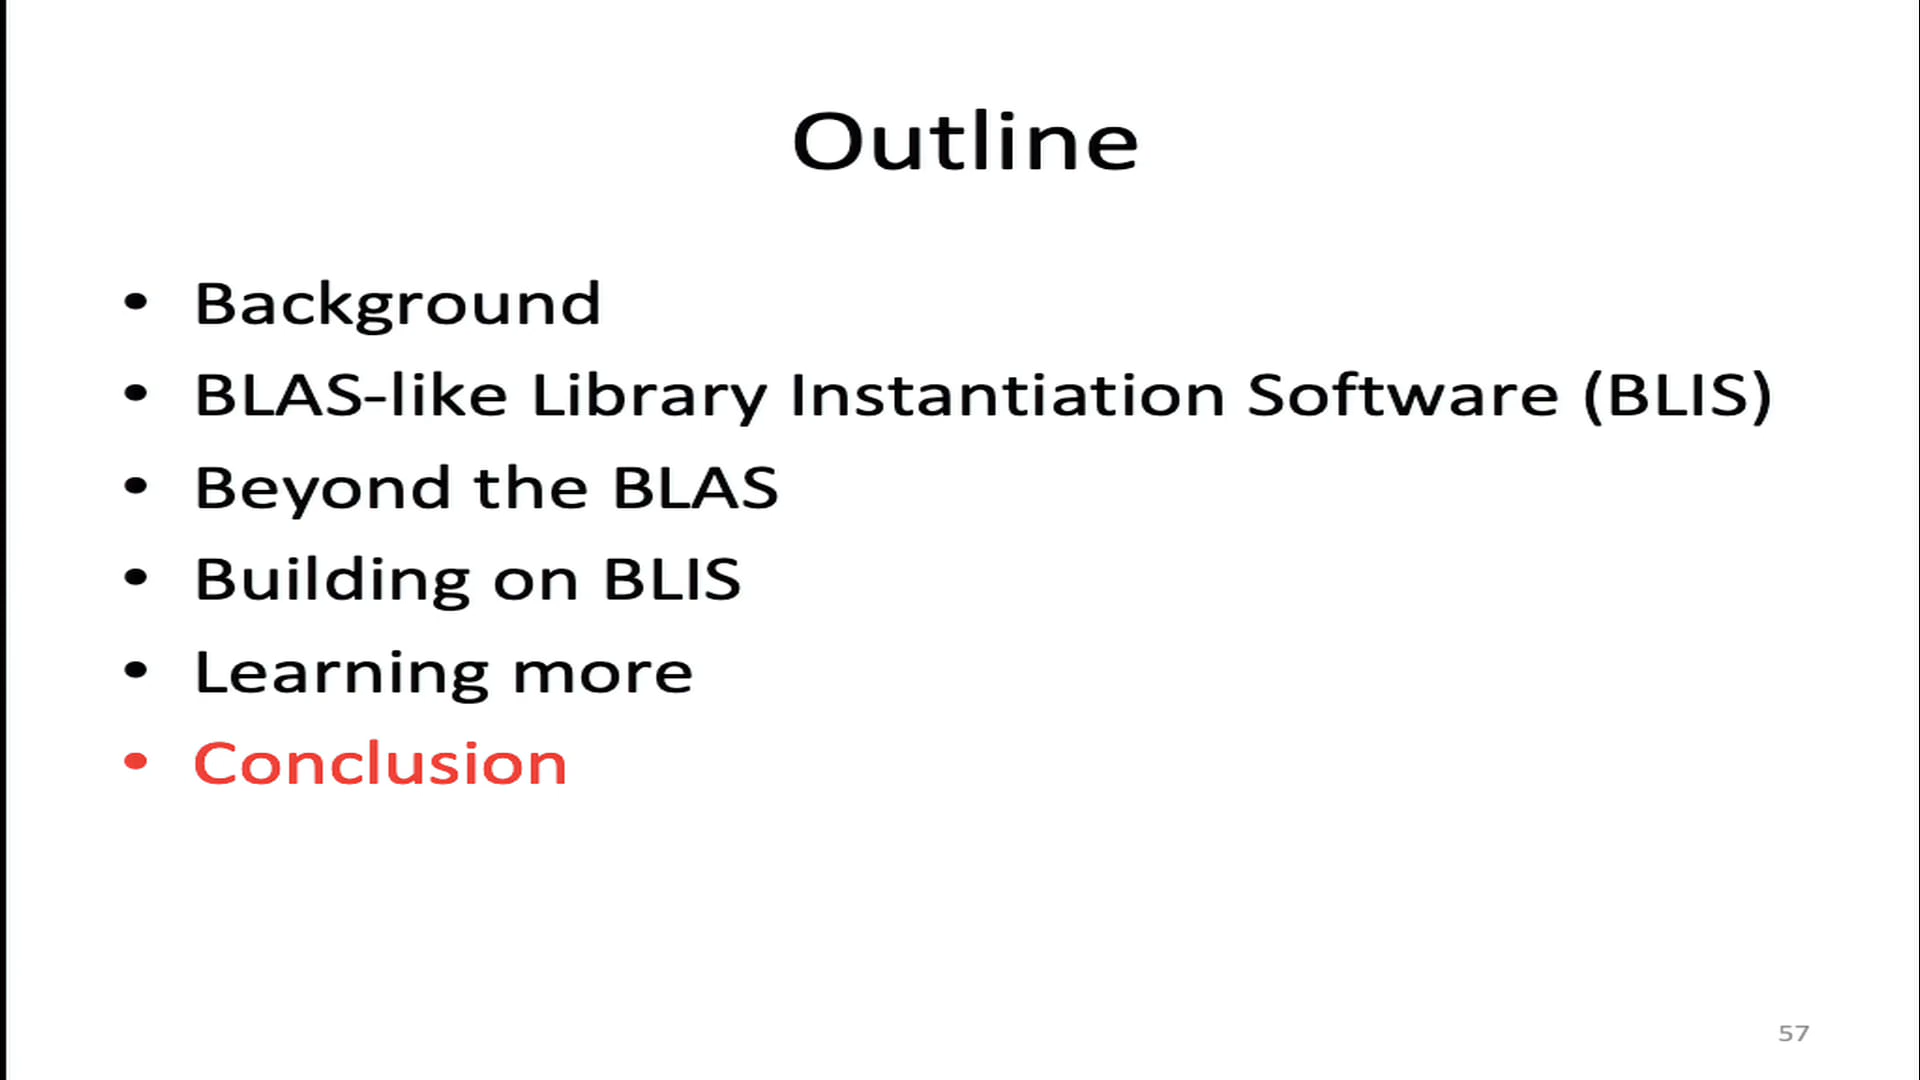 Outline
• Background
• BLAS-like Library Instantiation Software (BLIS)
• Beyond the BLAS
• Building on BLIS
• Learning more
• Conclusion
57